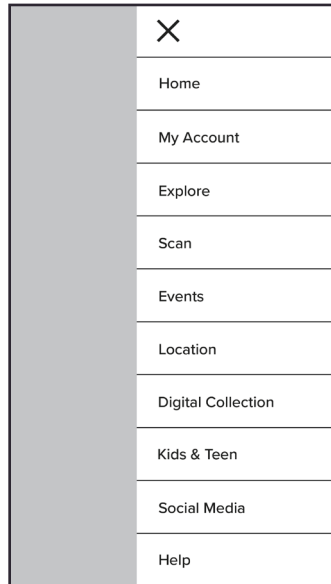 Home
My Account
Explore
Scan
Events
Location
Digital Collection
Kids & Teen
Social Media
Help